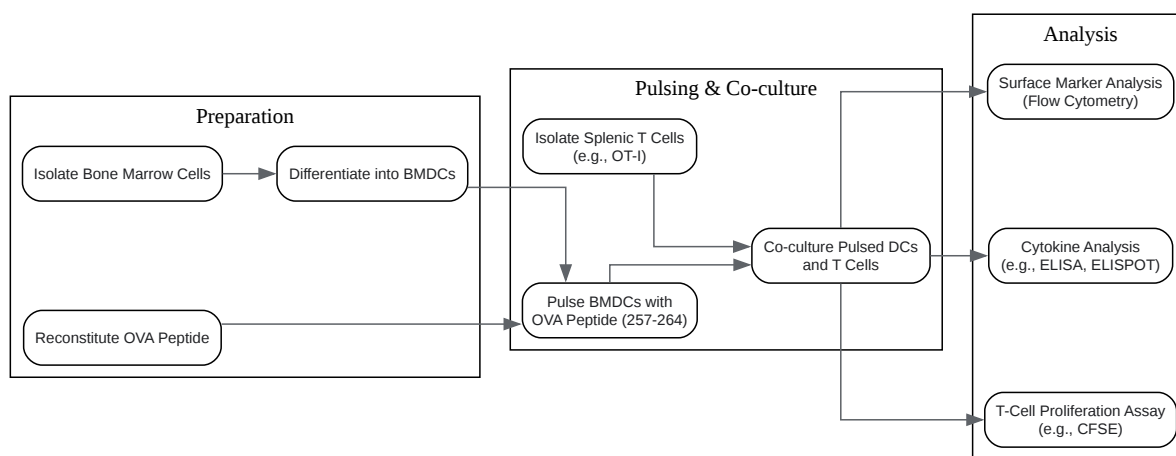 Preparation
Isolate Bone Marrow Cells
Differentiate into BMDCs
Reconstitute OVA Peptide
Pulsing & Co-culture
Isolate Splenic T Cells
(e.g., OT-I)
Pulse BMDCs with
OVA Peptide (257-264)
Co-culture Pulsed DCs
and T Cells
Analysis
Surface Marker Analysis
(Flow Cytometry)
Cytokine Analysis
(e.g., ELISA, ELISPOT)
T-Cell Proliferation Assay
(e.g., CFSE)